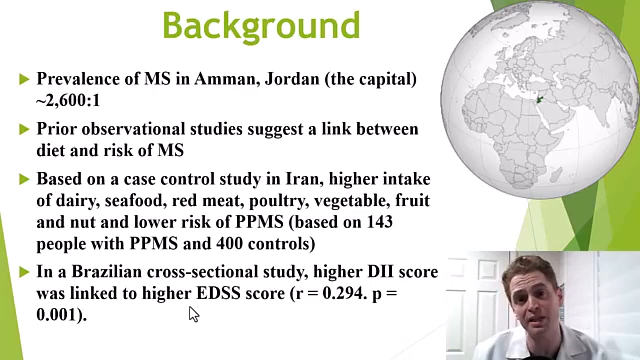 Background
Prevalence of MS in Amman, Jordan (the capital)
~2,600:1
Prior observational studies suggest a link between
diet and risk of MS
Based on a case control study in Iran, higher intake
of dairy, seafood, red meat, poultry, vegetable, fruit
and nut and lower risk of PPMS (based on 143
people with PPMS and 400 controls)
In a Brazilian cross-sectional study, higher DII score
was linked to higher EDSS score (r = 0.294. p =
0.001).